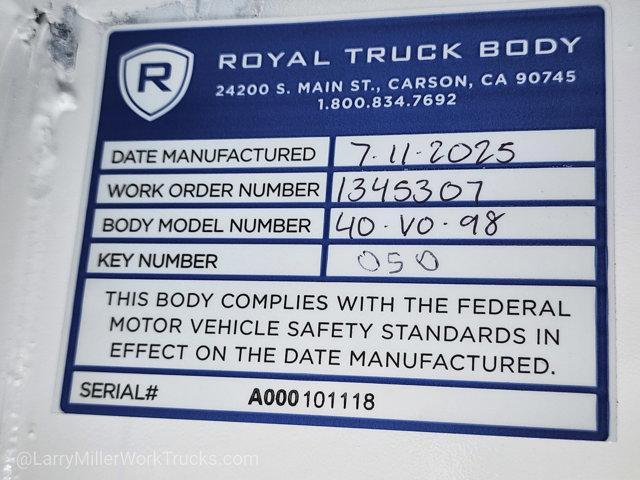 R
ROYAL TRUCK BODY
24200 S. MAIN ST., CARSON, CA 90745
1.800.834.7692
DATE MANUFACTURED 7-11-2025
WORK ORDER NUMBER 1345307
BODY MODEL NUMBER 40-VO-98
KEY NUMBER 050
THIS BODY COMPLIES WITH THE FEDERAL
MOTOR VEHICLE SAFETY STANDARDS IN
EFFECT ON THE DATE MANUFACTURED.
SERIAL# A000101118
@LarryMillerWorkTrucks.com